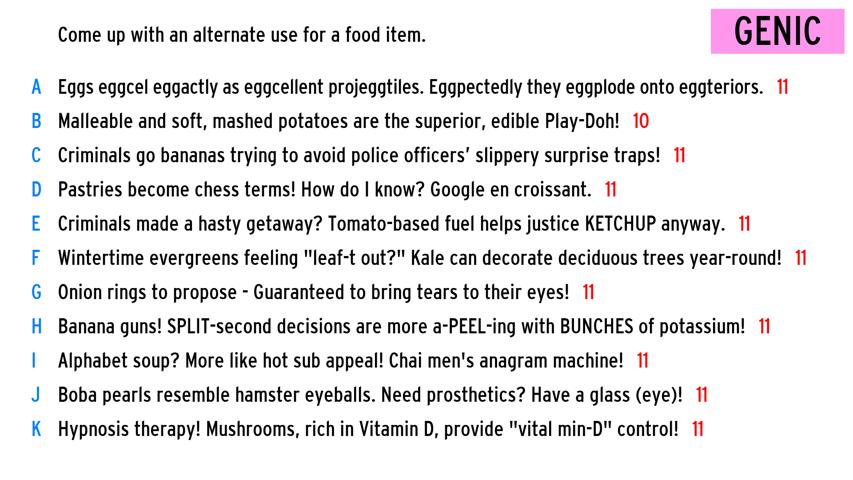 Come up with an alternate use for a food item.
GENIC
A Eggs eggcel eggactly as eggcellent projeggtiles. Eggpectedly they eggplode onto eggteriors. 11
B Malleable and soft, mashed potatoes are the superior, edible Play-Doh! 10
C Criminals go bananas trying to avoid police officers’ slippery surprise traps! 11
D Pastries become chess terms! How do I know? Google en croissant. 11
E Criminals made a hasty getaway? Tomato-based fuel helps justice KETCHUP anyway. 11
F Wintertime evergreens feeling "leaf-t out?" Kale can decorate deciduous trees year-round! 11
G Onion rings to propose - Guaranteed to bring tears to their eyes! 11
H Banana guns! SPLIT-second decisions are more a-PEEL-ing with BUNCHES of potassium! 11
I Alphabet soup? More like hot sub appeal! Chai men's anagram machine! 11
J Boba pearls resemble hamster eyeballs. Need prosthetics? Have a glass (eye)! 11
K Hypnosis therapy! Mushrooms, rich in Vitamin D, provide "vital min-D" control! 11